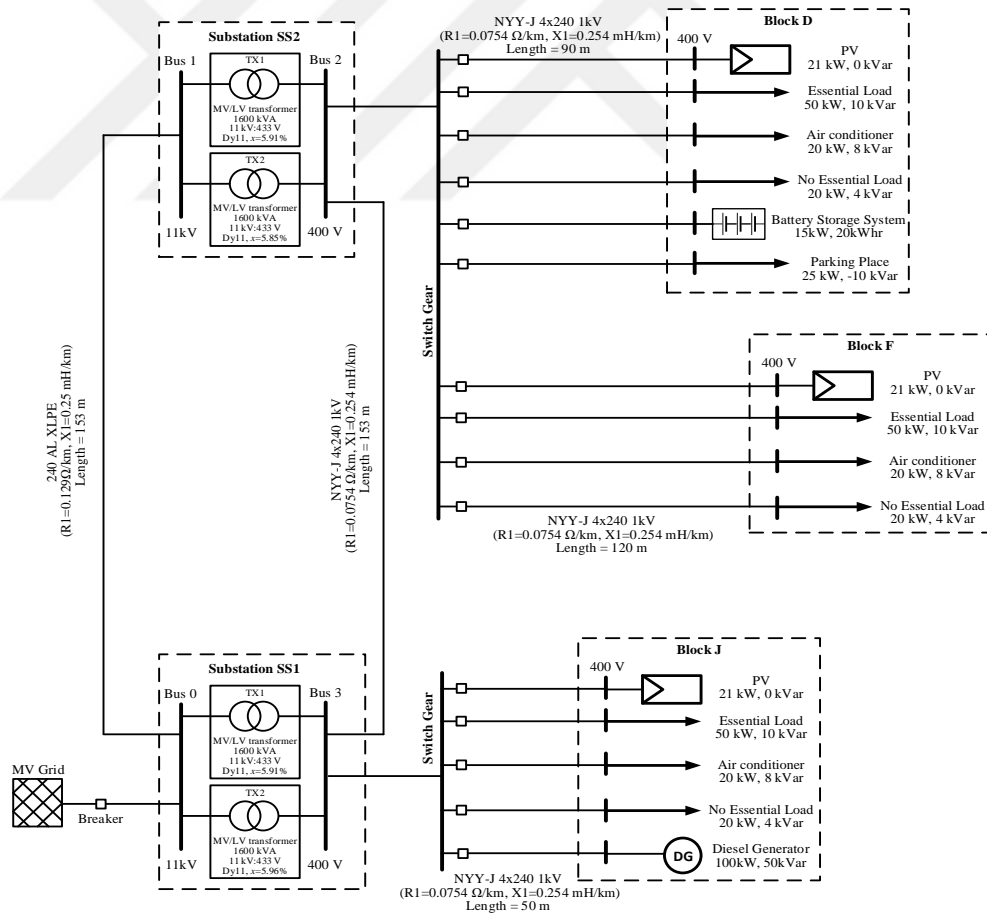 Substation SS2
Bus 1
Bus 2
TX1
MV/LV transformer
1600 kVA
11kV:433 V
Dy11, x=5.91%
TX2
MV/LV transformer
1600 kVA
11kV:433 V
Dy11, x=5.85%
11kV
400 V
NYY-J 4x240 1kV
(R1=0.0754 Ω/km, X1=0.254 mH/km)
Length = 90 m
Switch Gear
Block D
400 V
PV
21 kW, 0 kVar
Essential Load
50 kW, 10 kVar
Air conditioner
20 kW, 8 kVar
No Essential Load
20 kW, 4 kVar
Battery Storage System
15kW, 20kWhr
Parking Place
25 kW, -10 kVar
Block F
400 V
PV
21 kW, 0 kVar
Essential Load
50 kW, 10 kVar
Air conditioner
20 kW, 8 kVar
No Essential Load
20 kW, 4 kVar
NYY-J 4x240 1kV
(R1=0.0754 Ω/km, X1=0.254 mH/km)
Length = 120 m
240 AL XLPE
(R1=0.129Ω/km, X1=0.25 mH/km)
Length = 153 m
NYY-J 4x240 1kV
(R1=0.0754 Ω/km, X1=0.254 mH/km)
Length = 153 m
Substation SS1
Bus 0
Bus 3
TX1
MV/LV transformer
1600 kVA
11kV:433 V
Dy11, x=5.91%
TX2
MV/LV transformer
1600 kVA
11kV:433 V
Dy11, x=5.96%
11kV
400 V
MV Grid
Breaker
Switch Gear
Block J
400 V
PV
21 kW, 0 kVar
Essential Load
50 kW, 10 kVar
Air conditioner
20 kW, 8 kVar
No Essential Load
20 kW, 4 kVar
DG
Diesel Generator
100kW, 50kVar
NYY-J 4x240 1kV
(R1=0.0754 Ω/km, X1=0.254 mH/km)
Length = 50 m